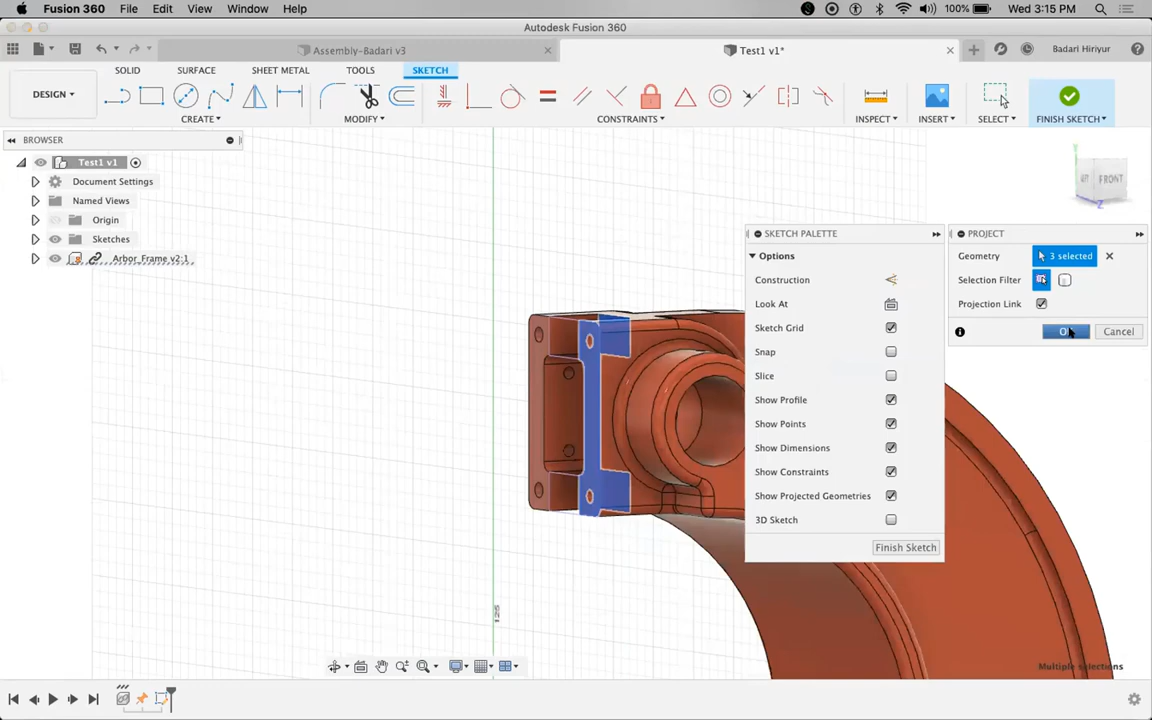 Fusion 360 File Edit View Window Help 100% Wed 3:15 PM
Autodesk Fusion 360
Assembly-Badari v3 Test1 v1* Badari Hiriyur
SOLID SURFACE SHEET METAL TOOLS SKETCH
DESIGN
CREATE MODIFY CONSTRAINTS INSPECT INSERT SELECT FINISH SKETCH
BROWSER
Test1 v1
Document Settings
Named Views
Origin
Sketches
Arbor_Frame v2:1
FRONT
Z
SKETCH PALETTE
Options
Construction
Look At
Sketch Grid
Snap
Slice
Show Profile
Show Points
Show Dimensions
Show Constraints
Show Projected Geometries
3D Sketch
Finish Sketch
PROJECT
Geometry 3 selected
Selection Filter
Projection Link
Cancel
125
Multiple selections